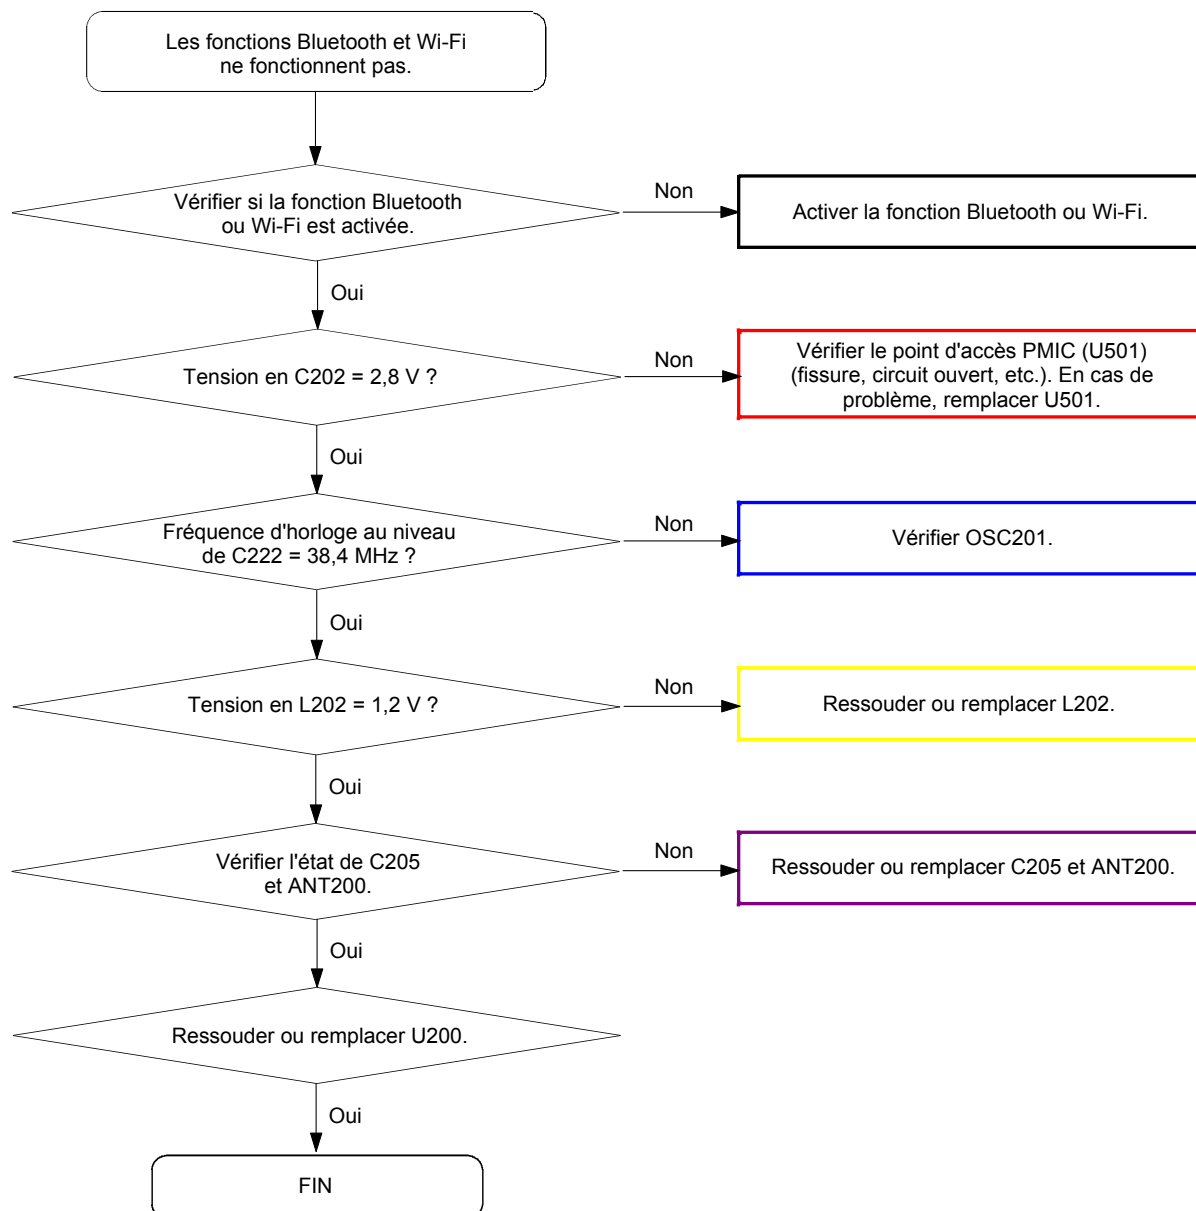 Les fonctions Bluetooth et Wi-Fi
ne fonctionnent pas.
Vérifier si la fonction Bluetooth
ou Wi-Fi est activée.
Non
Activer la fonction Bluetooth ou Wi-Fi.
Oui
Tension en C202 = 2,8 V ?
Non
Vérifier le point d'accès PMIC (U501)
(fissure, circuit ouvert, etc.). En cas de
problème, remplacer U501.
Oui
Fréquence d'horloge au niveau
de C222 = 38,4 MHz ?
Non
Vérifier OSC201.
Oui
Tension en L202 = 1,2 V ?
Non
Ressouder ou remplacer L202.
Oui
Vérifier l'état de C205
et ANT200.
Non
Ressouder ou remplacer C205 et ANT200.
Oui
Ressouder ou remplacer U200.
Oui
FIN